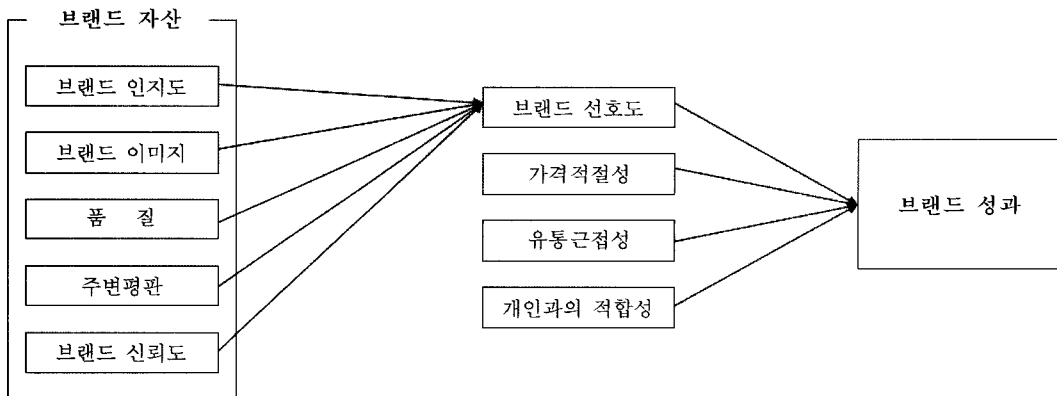 브랜드 자산
브랜드 인지도
브랜드 이미지
품 질
주변평판
브랜드 신뢰도
브랜드 선호도
가격적절성
유통근접성
개인과의 적합성
브랜드 성과